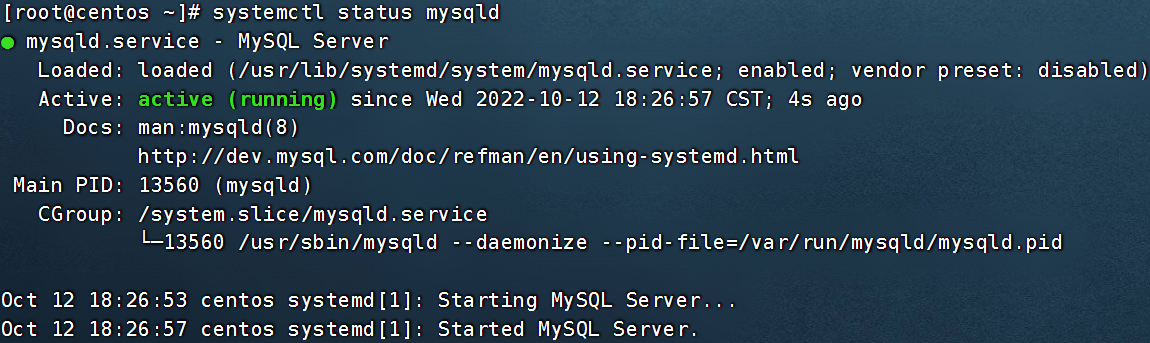 [root@centos ~]# systemctl status mysqld
● mysqld.service - MySQL Server
   Loaded: loaded (/usr/lib/systemd/system/mysqld.service; enabled; vendor preset: disabled)
   Active: active (running) since Wed 2022-10-12 18:26:57 CST; 4s ago
     Docs: man:mysqld(8)
           http://dev.mysql.com/doc/refman/en/using-systemd.html
 Main PID: 13560 (mysqld)
   CGroup: /system.slice/mysqld.service
           └─13560 /usr/sbin/mysqld --daemonize --pid-file=/var/run/mysqld/mysqld.pid
Oct 12 18:26:53 centos systemd[1]: Starting MySQL Server...
Oct 12 18:26:57 centos systemd[1]: Started MySQL Server.